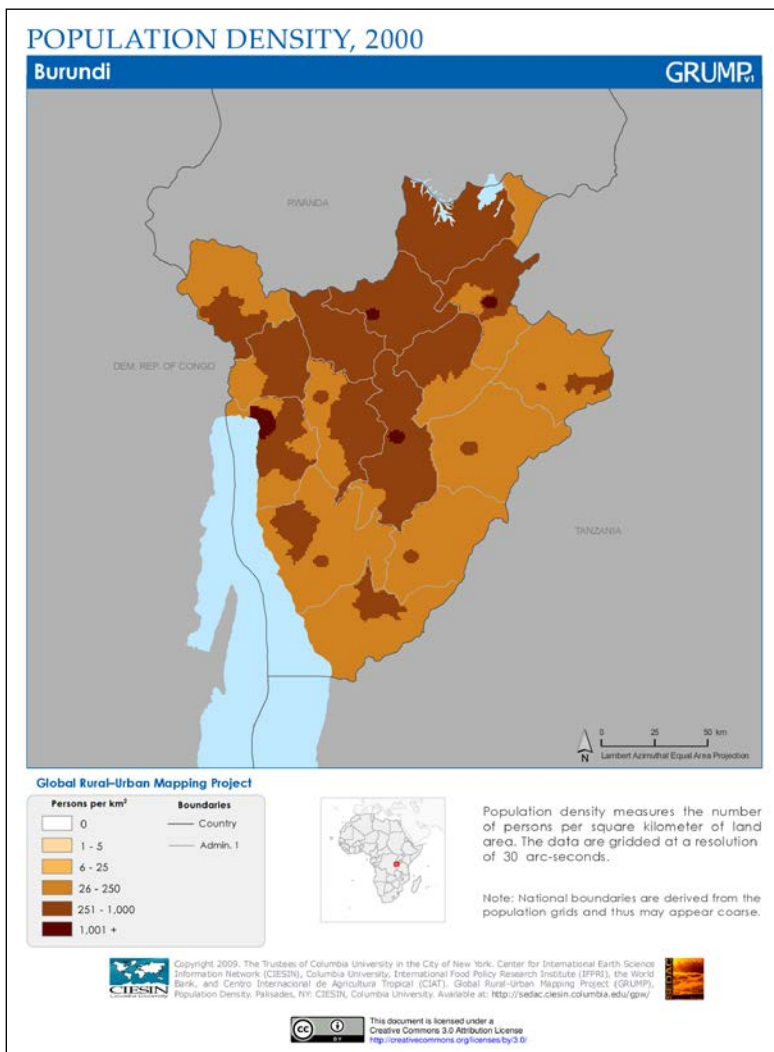 POPULATION DENSITY, 2000
Burundi
GRUMPv1
RWANDA
DEM. REP. OF CONGO
TANZANIA
0 25 50 km
N
Lambert Azimuthal Equal Area Projection
Global Rural–Urban Mapping Project
Persons per km²
0
1 - 5
6 - 25
26 - 250
251 - 1,000
1,001 +
Boundaries
Country
Admin. 1
Population density measures the number
of persons per square kilometer of land
area. The data are gridded at a resolution
of 30 arc-seconds.
Note: National boundaries are derived from the
population grids and thus may appear coarse.
CIESIN
Columbia University
Copyright 2009. The Trustees of Columbia University in the City of New York. Center for International Earth Science
Information Network (CIESIN), Columbia University, International Food Policy Research Institute (IFPRI), the World
Bank, and Centro Internacional de Agricultura Tropical (CIAT). Global Rural-Urban Mapping Project (GRUMP),
Population Density. Palisades, NY: CIESIN, Columbia University. Available at: http://sedac.ciesin.columbia.edu/gpw/
SEDAC
cc
BY
This document is licensed under a
Creative Commons 3.0 Attribution License
http://creativecommons.org/licenses/by/3.0/